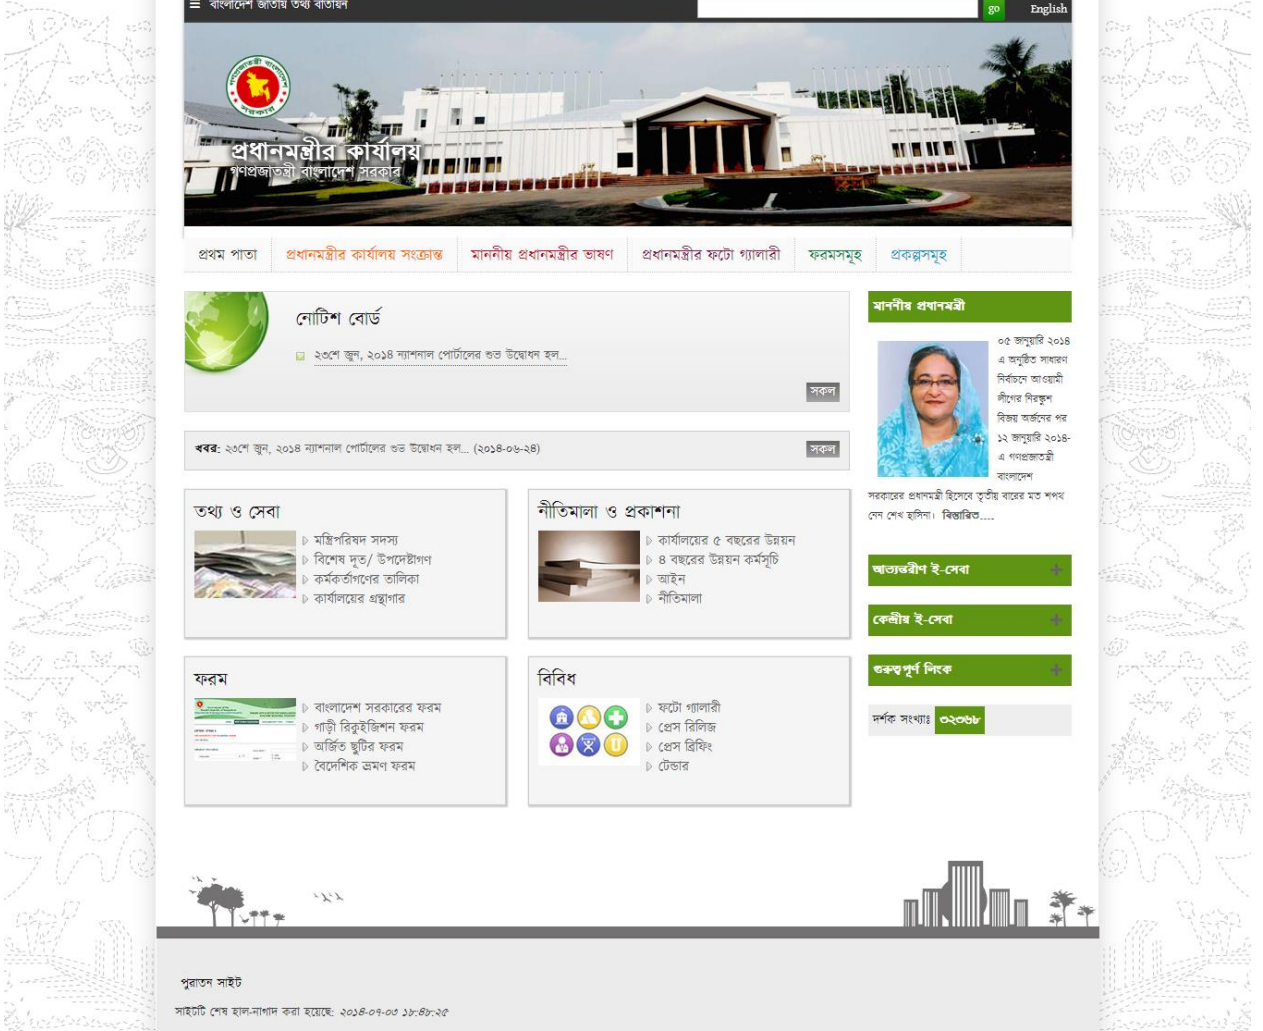 ☰ বাংলাদেশ জাতীয় তথ্য বাতায়ন
go English
প্রধানমন্ত্রীর কার্যালয়
গণপ্রজাতন্ত্রী বাংলাদেশ সরকার
প্রথম পাতা প্রধানমন্ত্রীর কার্যালয় সংক্রান্ত মাননীয় প্রধানমন্ত্রীর ভাষণ প্রধানমন্ত্রীর ফটো গ্যালারী ফরমসমূহ প্রকল্পসমূহ
নোটিশ বোর্ড
২৩শে জুন, ২০১৪ ন্যাশনাল পোর্টালের শুভ উদ্বোধন হল...
সকল
খবর: ২৩শে জুন, ২০১৪ ন্যাশনাল পোর্টালের শুভ উদ্বোধন হল... (২০১৪-০৬-২৪)
সকল
তথ্য ও সেবা
মন্ত্রিপরিষদ সদস্য
বিশেষ দূত/ উপদেষ্টাগণ
কর্মকর্তাগণের তালিকা
কার্যালয়ের গ্রন্থাগার
নীতিমালা ও প্রকাশনা
কার্যালয়ের ৫ বছরের উন্নয়ন
৪ বছরের উন্নয়ন কর্মসূচি
আইন
নীতিমালা
ফরম
বাংলাদেশ সরকারের ফরম
গাড়ী রিকুইজিশন ফরম
অর্জিত ছুটির ফরম
বৈদেশিক ভ্রমণ ফরম
বিবিধ
ফটো গ্যালারী
প্রেস রিলিজ
প্রেস ব্রিফিং
টেন্ডার
মাননীয় প্রধানমন্ত্রী
০৫ জানুয়ারি ২০১৪
এ অনুষ্ঠিত সাধারণ
নির্বাচনে আওয়ামী
লীগের নিরঙ্কুশ
বিজয় অর্জনের পর
১২ জানুয়ারি ২০১৪-
এ গণপ্রজাতন্ত্রী
বাংলাদেশ
সরকারের প্রধানমন্ত্রী হিসেবে তৃতীয় বারের মত শপথ
নেন শেখ হাসিনা। বিস্তারিত....
আভ্যন্তরীণ ই-সেবা
কেন্দ্রীয় ই-সেবা
গুরুত্বপূর্ণ লিংক
দর্শক সংখ্যাঃ ৩২৩৬৮
পুরাতন সাইট
সাইটটি শেষ হাল-নাগাদ করা হয়েছে: ২০১৪-০৭-০৩ ১৮:৪৮:২৫